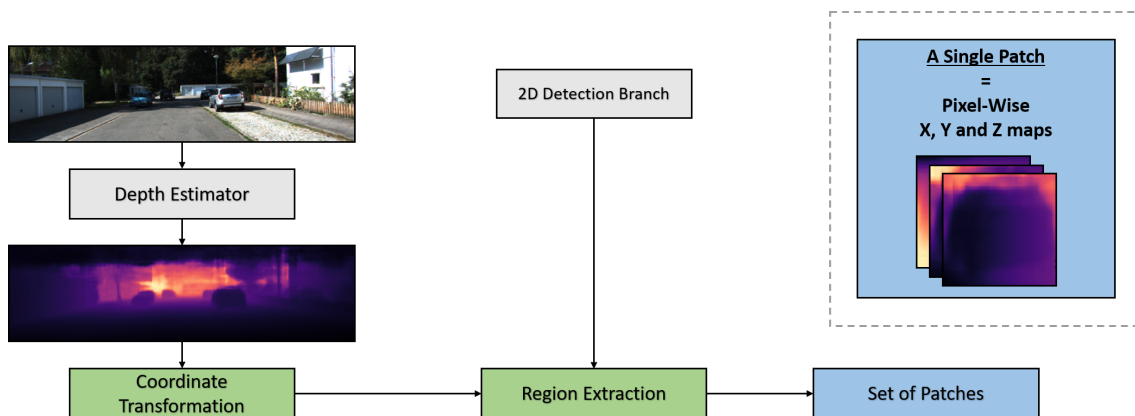 A Single Patch
=
Pixel-Wise
X, Y and Z maps
2D Detection Branch
Depth Estimator
Coordinate
Transformation
Region Extraction
Set of Patches